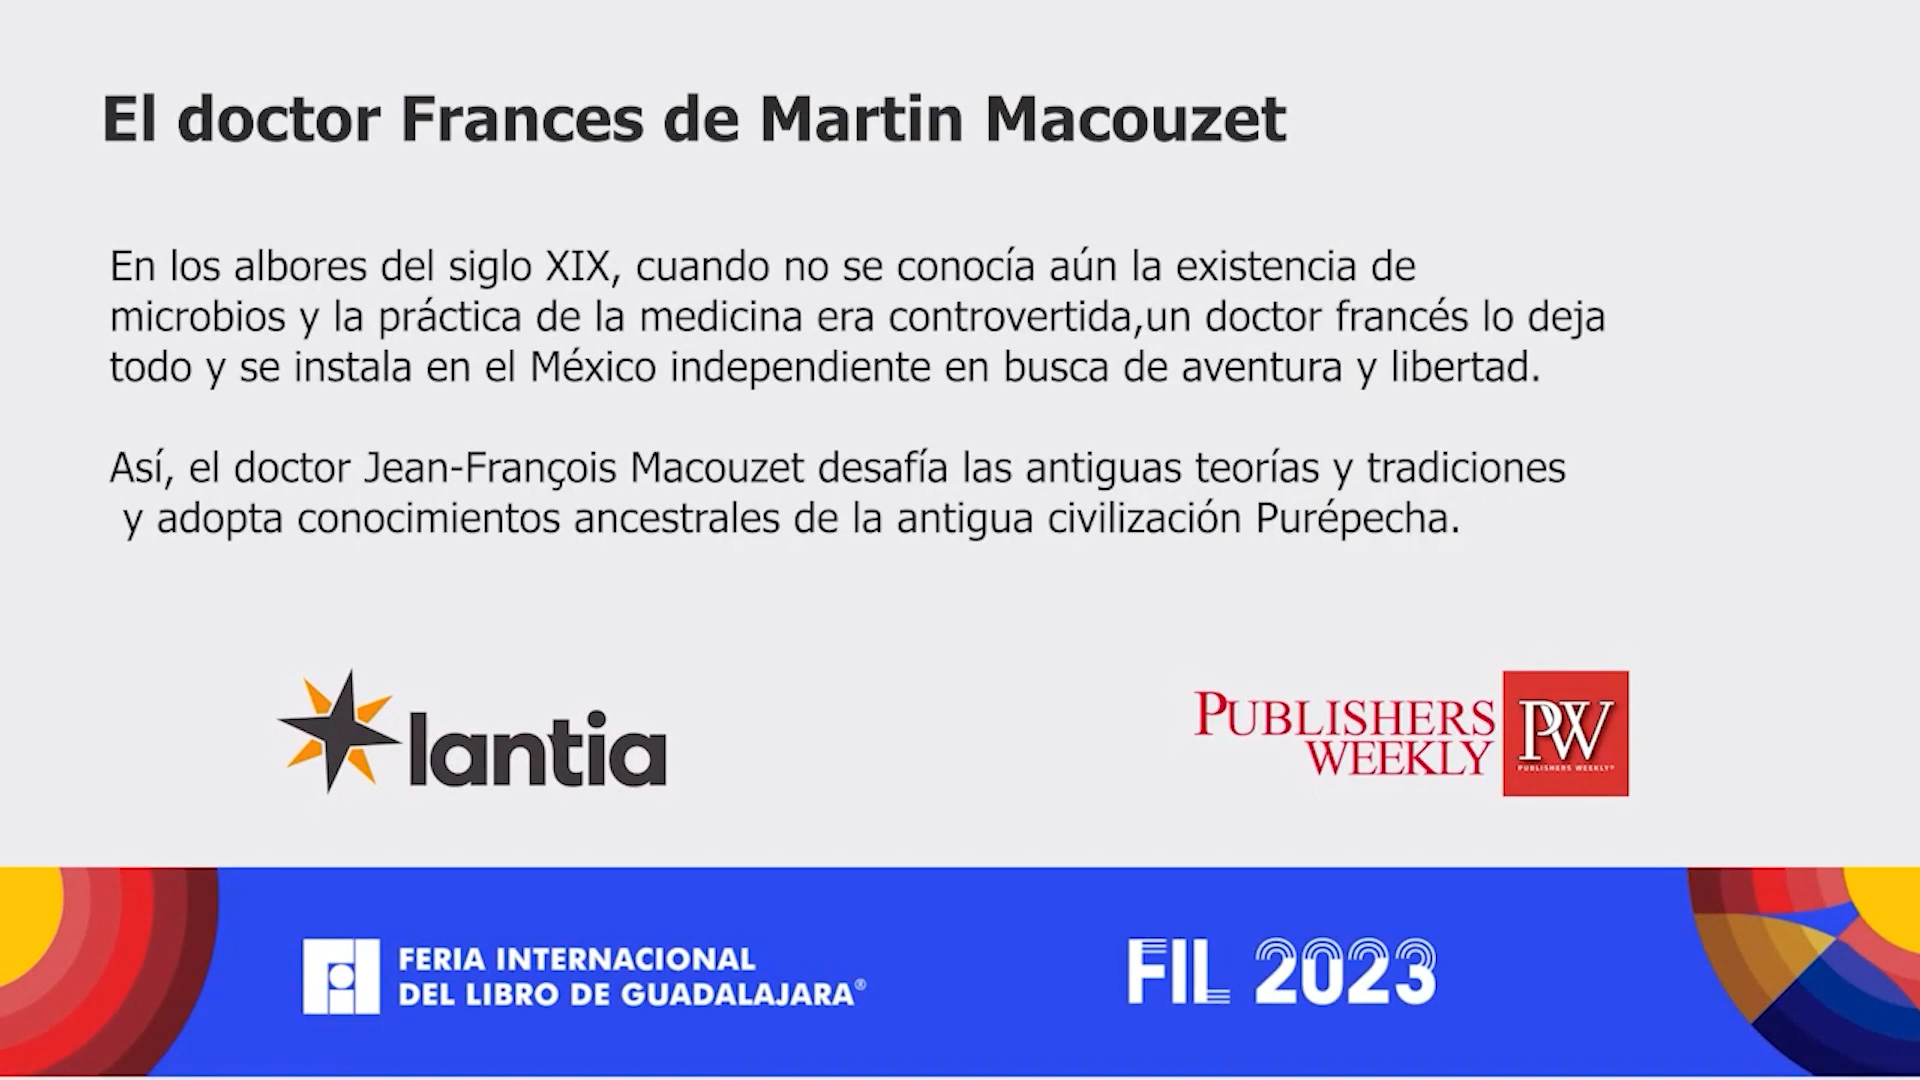 El doctor Frances de Martin Macouzet
En los albores del siglo XIX, cuando no se conocía aún la existencia de
microbios y la práctica de la medicina era controvertida,un doctor francés lo deja
todo y se instala en el México independiente en busca de aventura y libertad.
Así, el doctor Jean-François Macouzet desafía las antiguas teorías y tradiciones
y adopta conocimientos ancestrales de la antigua civilización Purépecha.
lantia
PUBLISHERS
WEEKLY
PW
PUBLISHERS WEEKLY®
FERIA INTERNACIONAL
DEL LIBRO DE GUADALAJARA®
FIL 2023